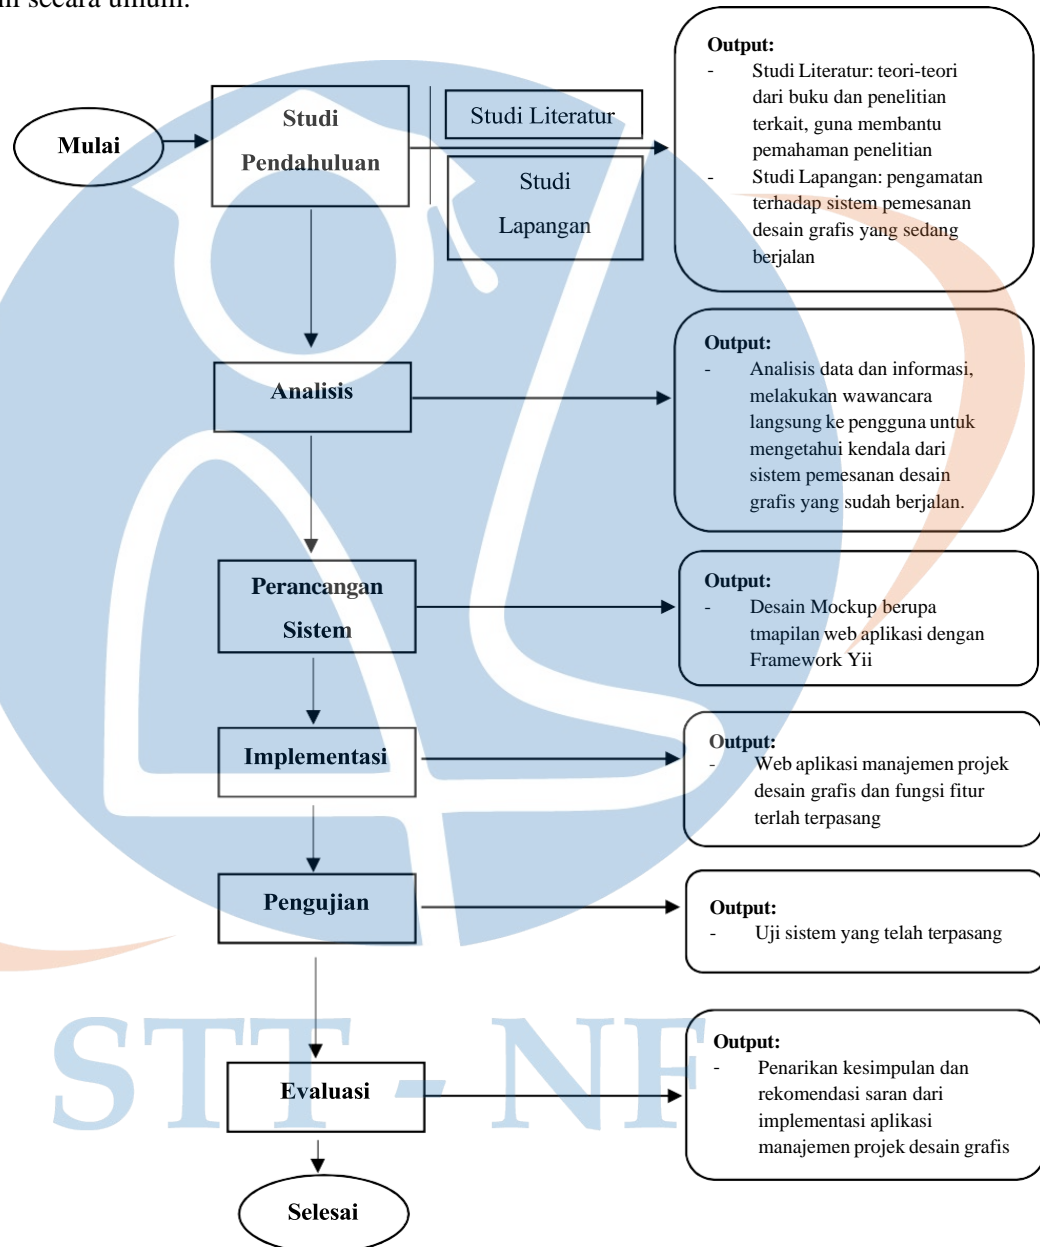 secara umum.
Mulai
Studi
Pendahuluan
Studi Literatur
Studi
Lapangan
Output:
- Studi Literatur: teori-teori
dari buku dan penelitian
terkait, guna membantu
pemahaman penelitian
- Studi Lapangan: pengamatan
terhadap sistem pemesanan
desain grafis yang sedang
berjalan
Analisis
Output:
- Analisis data dan informasi,
melakukan wawancara
langsung ke pengguna untuk
mengetahui kendala dari
sistem pemesanan desain
grafis yang sudah berjalan.
Perancangan
Sistem
Output:
- Desain Mockup berupa
tmapilan web aplikasi dengan
Framework Yii
Implementasi
Output:
- Web aplikasi manajemen projek
desain grafis dan fungsi fitur
terlah terpasang
Pengujian
Output:
- Uji sistem yang telah terpasang
STT - NF
Evaluasi
Output:
- Penarikan kesimpulan dan
rekomendasi saran dari
implementasi aplikasi
manajemen projek desain grafis
Selesai